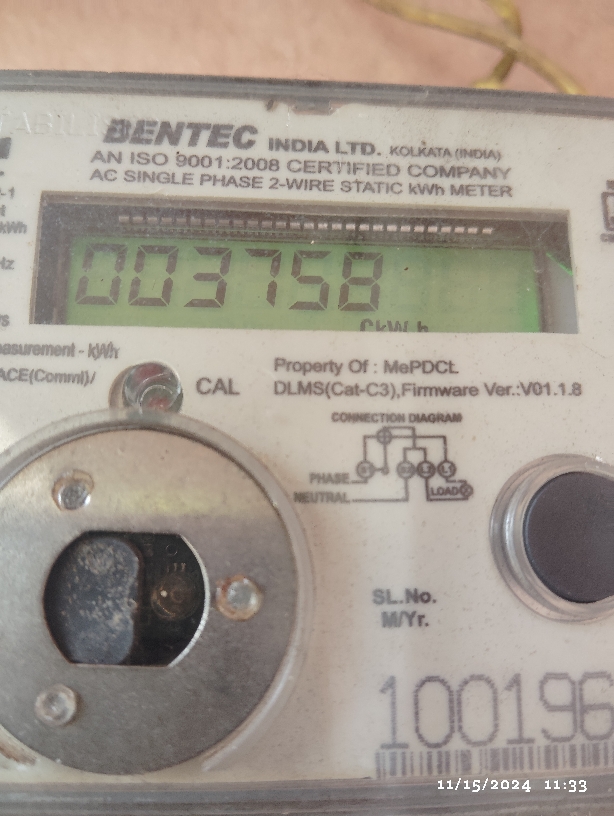 BENTEC INDIA LTD. KOLKATA (INDIA)
AN ISO 9001:2008 CERTIFIED COMPANY
AC SINGLE PHASE 2-WIRE STATIC kWh METER
003758
CkW h
Property Of : MePDCL
DLMS(Cat-C3),Firmware Ver.:V01.1.8
CAL
CONNECTION DIAGRAM
PHASE
NEUTRAL
LOAD
SL.No.
M/Yr.
100196
11/15/2024 11:33